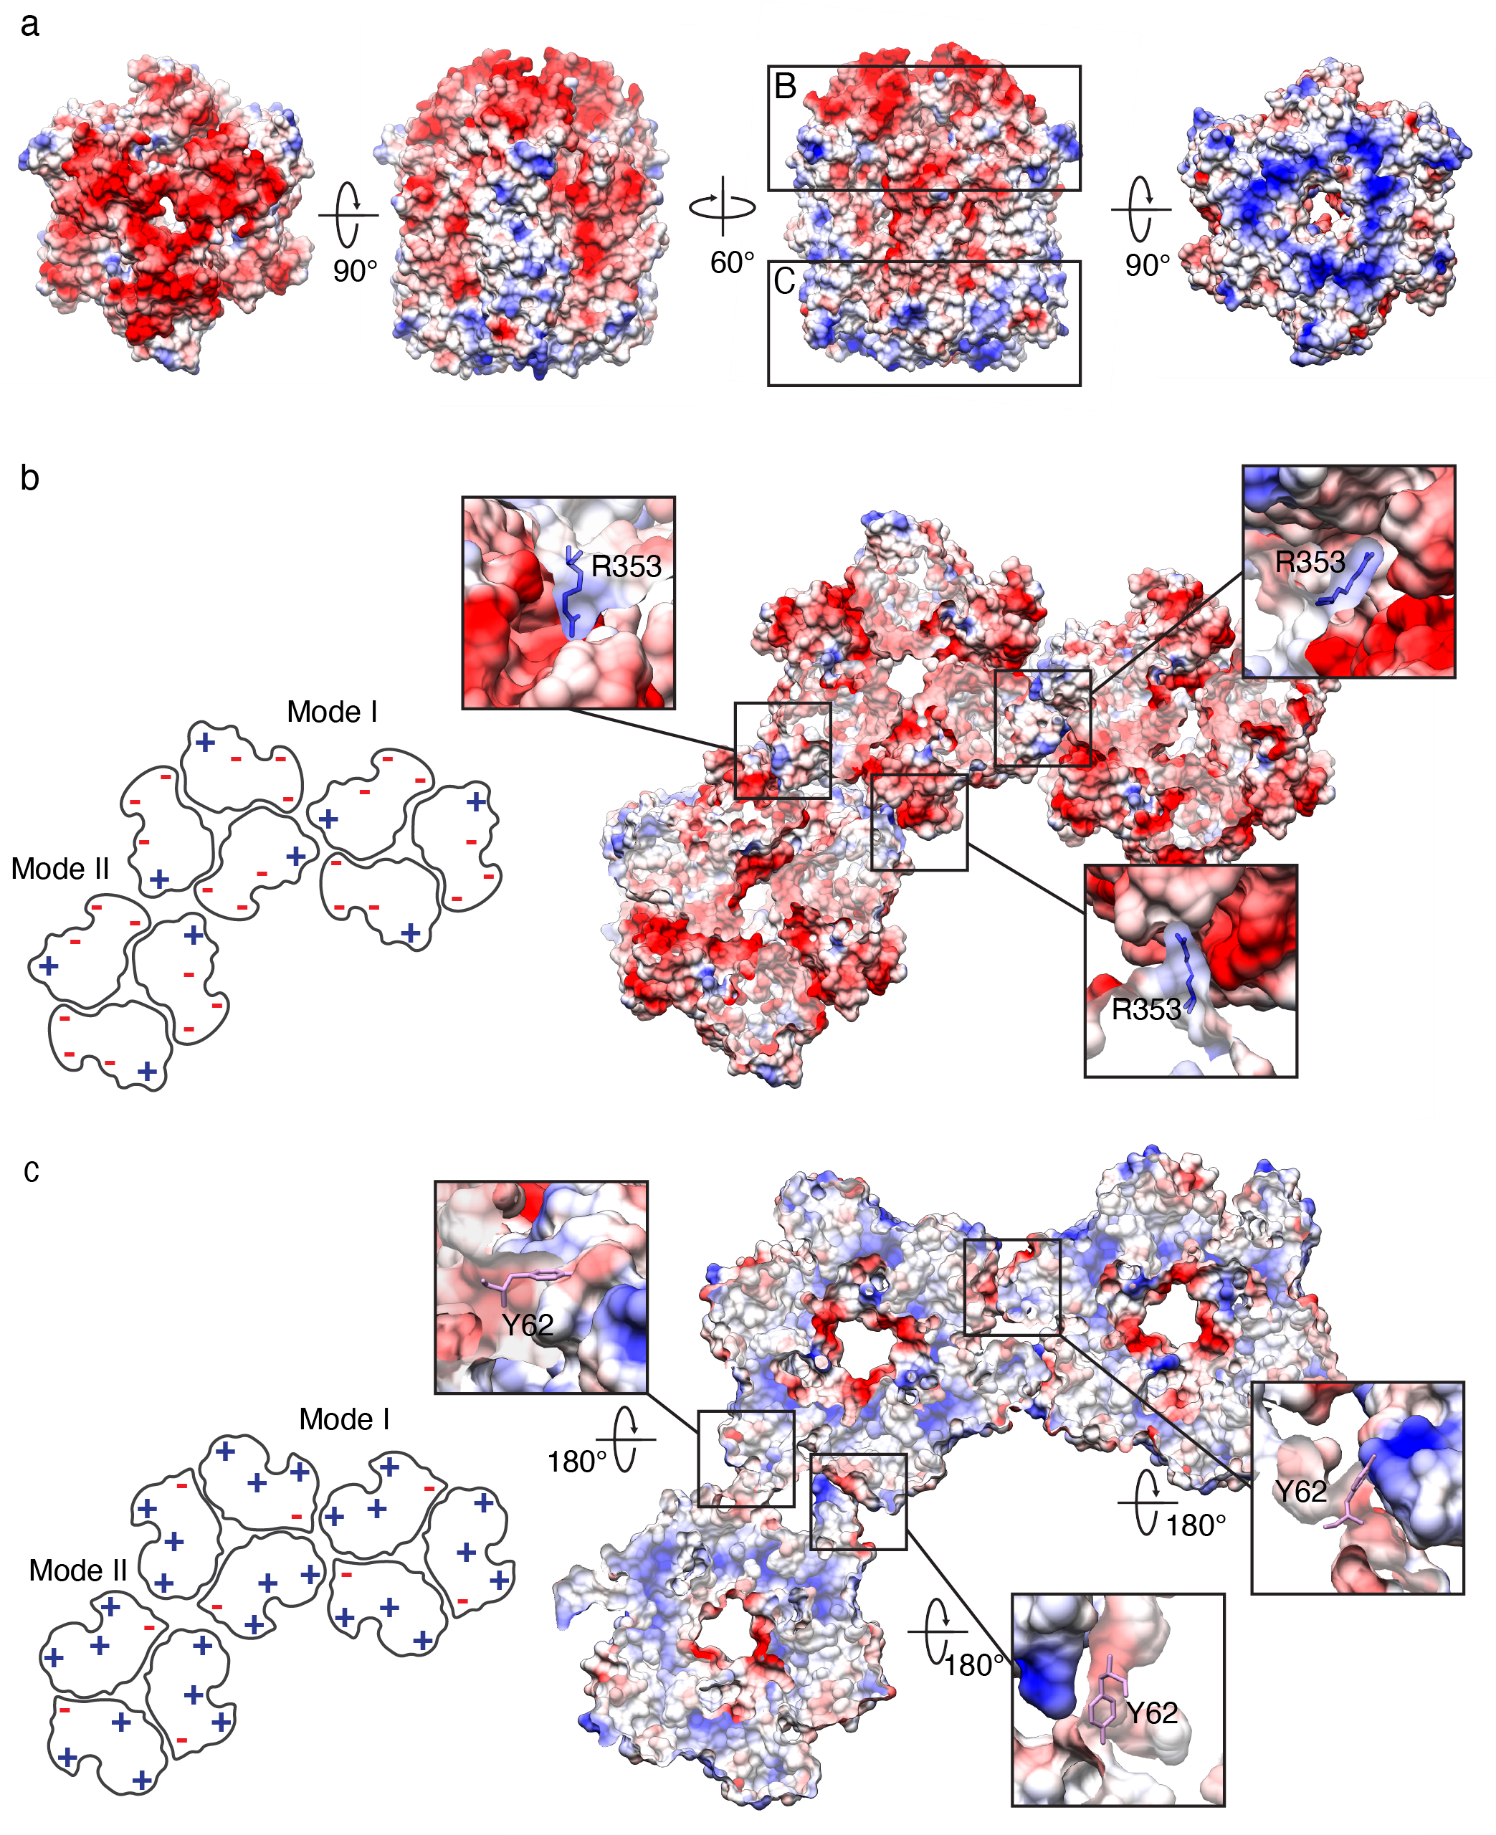 a
B
C
90°
60°
90°
b
R353
R353
Mode I
+ - -
- - + - -
- - + +
- + -
Mode II + - -
- - - -
- - + - - +
- +
+ -
- -
-
- - +
R353
c
Y62
Mode I
180°
Y62
180°
Mode II
180°
Y62